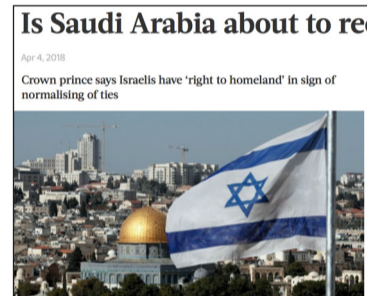 Is Saudi Arabia about to
Apr 4, 2018
Crown prince says Israelis have ‘right to homeland’ in sign of
normalising of ties